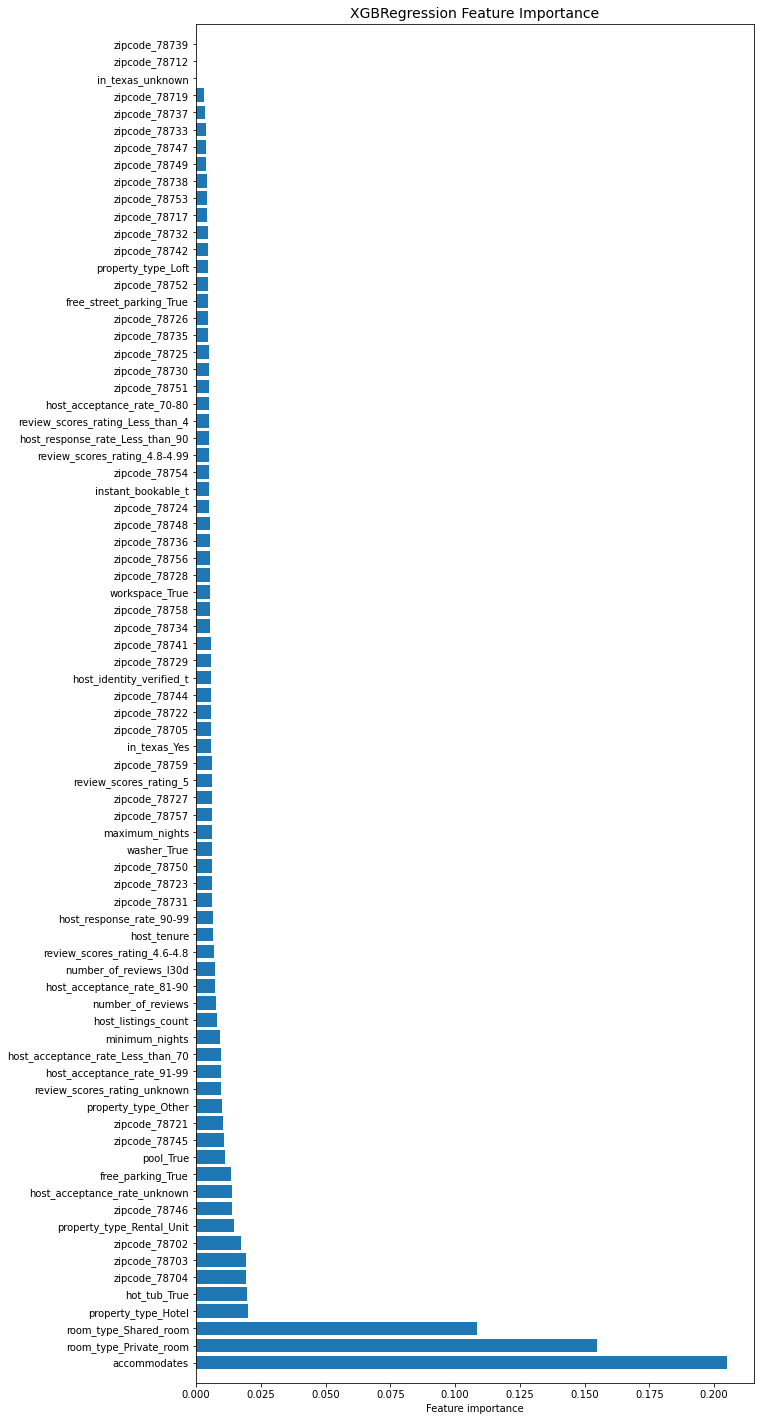 XGBRegression Feature Importance
zipcode_78739
zipcode_78712
in_texas_unknown
zipcode_78719
zipcode_78737
zipcode_78733
zipcode_78747
zipcode_78749
zipcode_78738
zipcode_78753
zipcode_78717
zipcode_78732
zipcode_78742
property_type_Loft
zipcode_78752
free_street_parking_True
zipcode_78726
zipcode_78735
zipcode_78725
zipcode_78730
zipcode_78751
host_acceptance_rate_70-80
review_scores_rating_Less_than_4
host_response_rate_Less_than_90
review_scores_rating_4.8-4.99
zipcode_78754
instant_bookable_t
zipcode_78724
zipcode_78748
zipcode_78736
zipcode_78756
zipcode_78728
workspace_True
zipcode_78758
zipcode_78734
zipcode_78741
zipcode_78729
host_identity_verified_t
zipcode_78744
zipcode_78722
zipcode_78705
in_texas_Yes
zipcode_78759
review_scores_rating_5
zipcode_78727
zipcode_78757
maximum_nights
washer_True
zipcode_78750
zipcode_78723
zipcode_78731
host_response_rate_90-99
host_tenure
review_scores_rating_4.6-4.8
number_of_reviews_l30d
host_acceptance_rate_81-90
number_of_reviews
host_listings_count
minimum_nights
host_acceptance_rate_Less_than_70
host_acceptance_rate_91-99
review_scores_rating_unknown
property_type_Other
zipcode_78721
zipcode_78745
pool_True
free_parking_True
host_acceptance_rate_unknown
zipcode_78746
property_type_Rental_Unit
zipcode_78702
zipcode_78703
zipcode_78704
hot_tub_True
property_type_Hotel
room_type_Shared_room
room_type_Private_room
accommodates
0.000 0.025 0.050 0.075 0.100 0.125 0.150 0.175 0.200
Feature importance